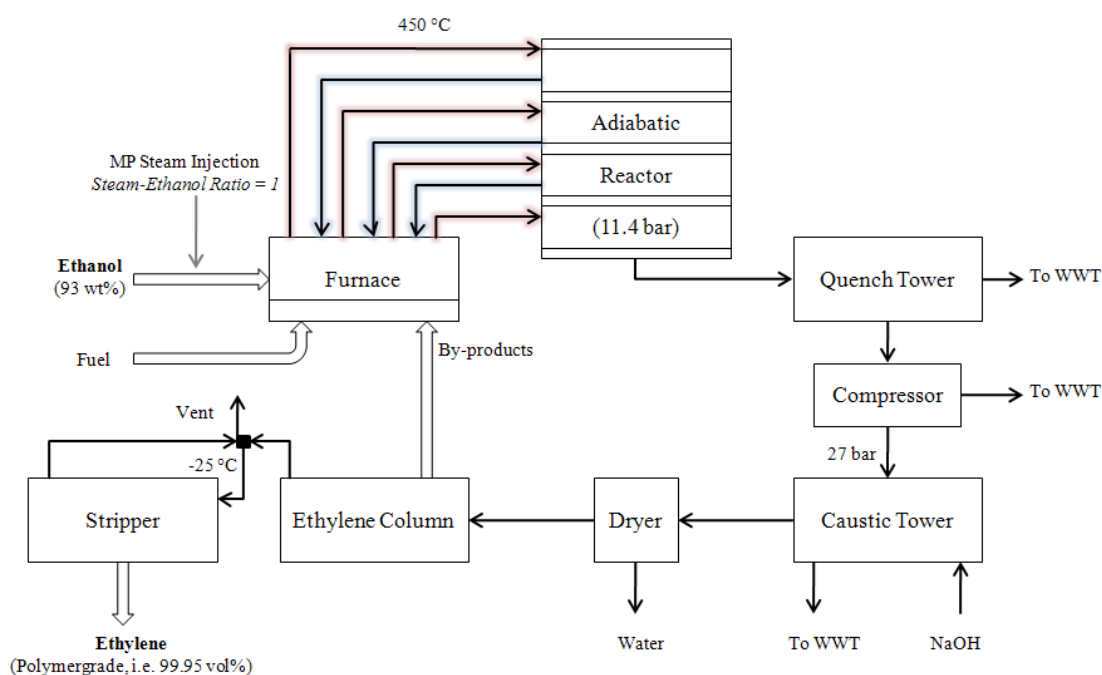 450 °C
Adiabatic
Reactor
(11.4 bar)
MP Steam Injection
Steam-Ethanol Ratio = 1
Ethanol
(93 wt%)
Furnace
Quench Tower
To WWT
Fuel
By-products
Compressor
To WWT
Vent
-25 °C
27 bar
Stripper
Ethylene Column
Dryer
Caustic Tower
Ethylene
(Polymergrade, i.e. 99.95 vol%)
Water
To WWT
NaOH